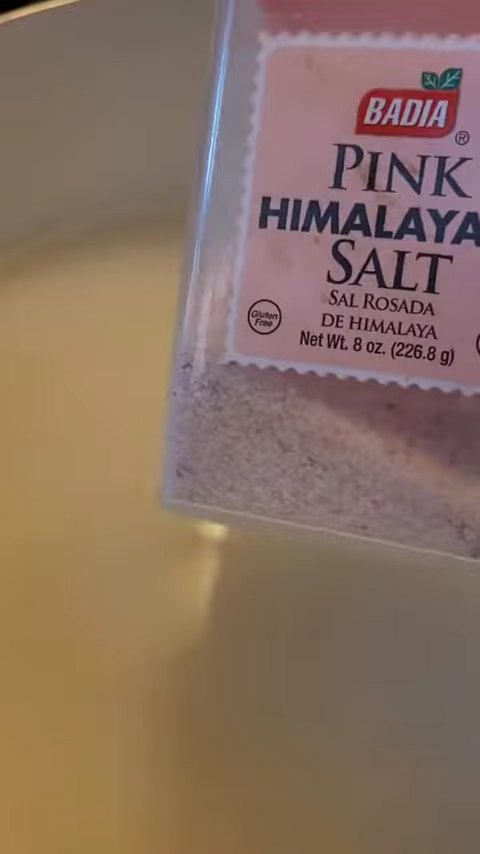 BADIA
®
PINK
HIMALAYA
SALT
SAL ROSADA
DE HIMALAYA
Gluten
Free
Net Wt. 8 oz. (226.8 g)